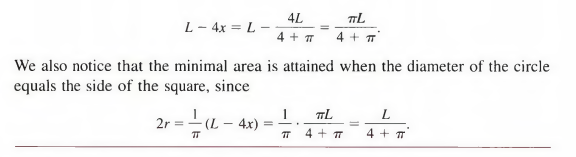 L − 4x = L − 4L / (4 + π) = πL / (4 + π).
We also notice that the minimal area is attained when the diameter of the circle
equals the side of the square, since
2r = 1/π (L − 4x) = 1/π · πL / (4 + π) = L / (4 + π).